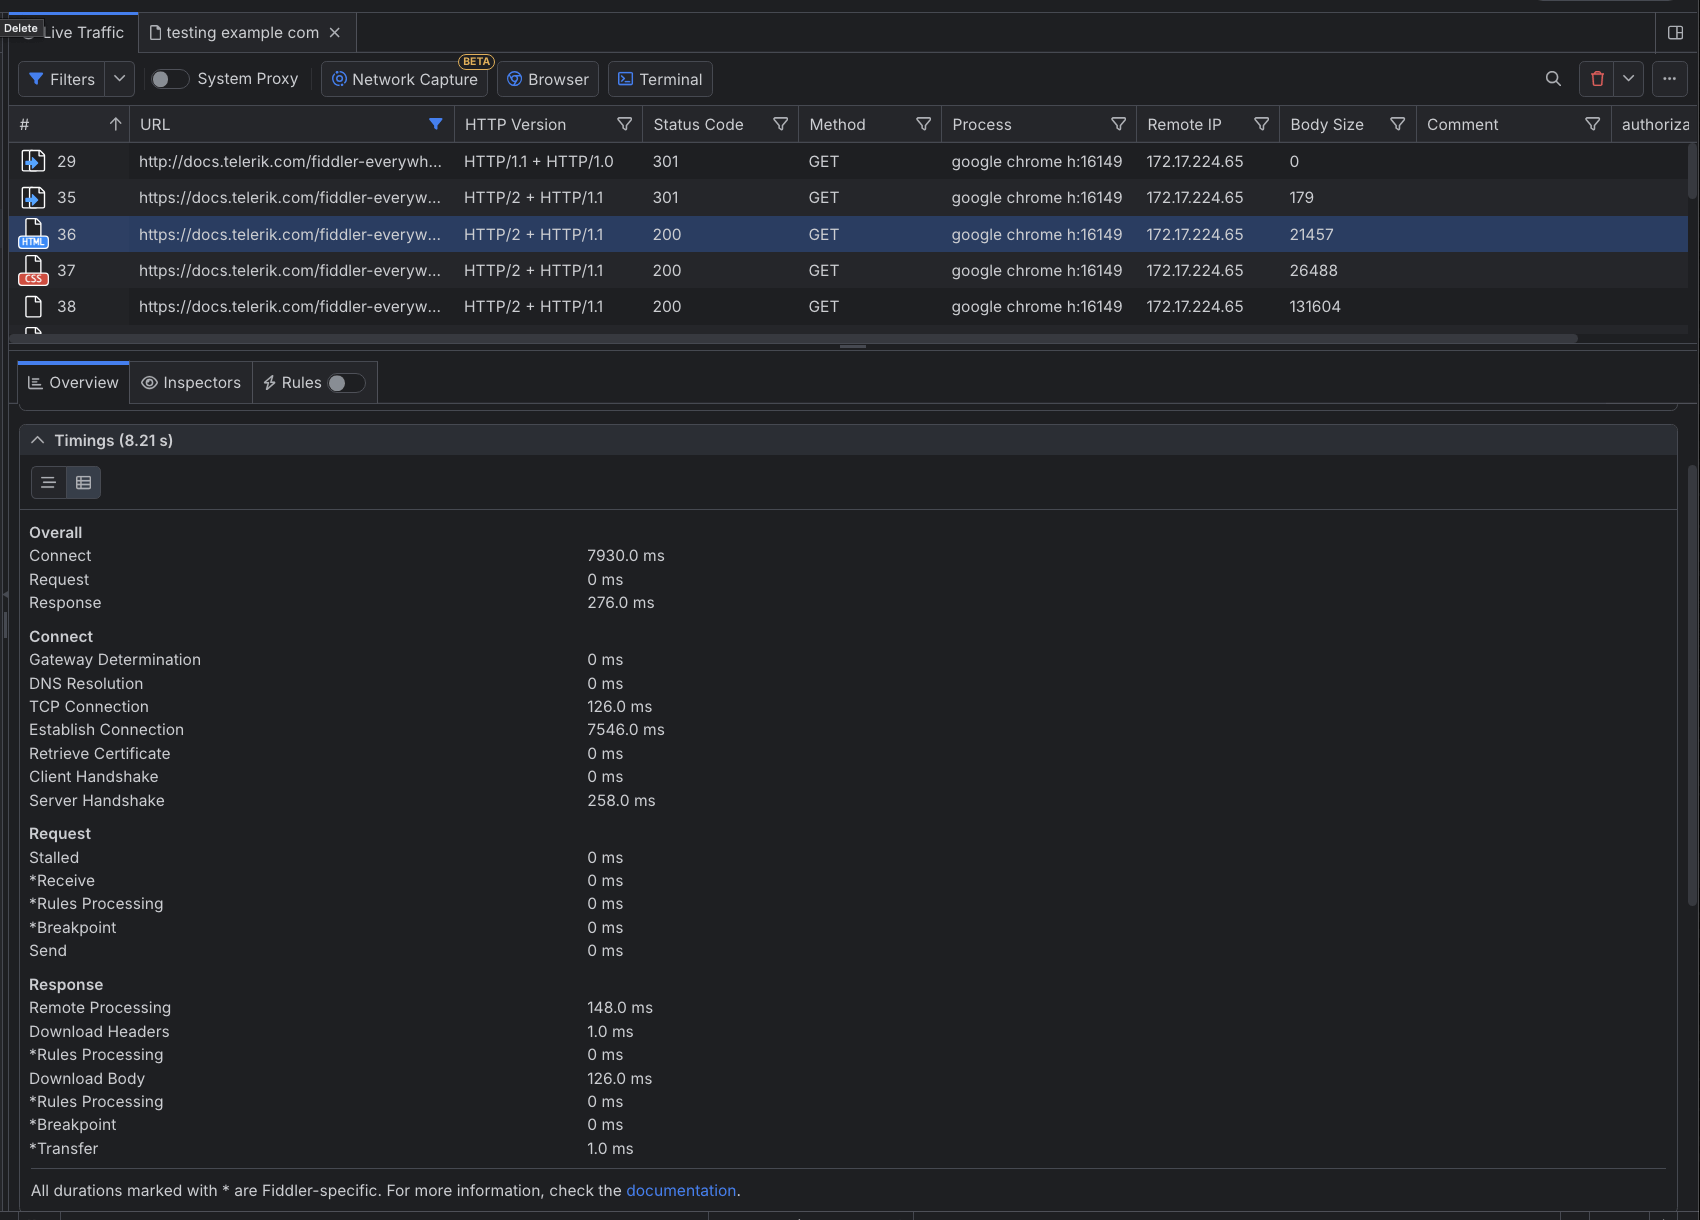 Delete
Live Traffic
testing example com
Filters
System Proxy
Network Capture
BETA
Browser
Terminal
# URL HTTP Version Status Code Method Process Remote IP Body Size Comment authoriza
29 http://docs.telerik.com/fiddler-everywh... HTTP/1.1 + HTTP/1.0 301 GET google chrome h:16149 172.17.224.65 0
35 https://docs.telerik.com/fiddler-everyw... HTTP/2 + HTTP/1.1 301 GET google chrome h:16149 172.17.224.65 179
HTML 36 https://docs.telerik.com/fiddler-everyw... HTTP/2 + HTTP/1.1 200 GET google chrome h:16149 172.17.224.65 21457
CSS 37 https://docs.telerik.com/fiddler-everyw... HTTP/2 + HTTP/1.1 200 GET google chrome h:16149 172.17.224.65 26488
38 https://docs.telerik.com/fiddler-everyw... HTTP/2 + HTTP/1.1 200 GET google chrome h:16149 172.17.224.65 131604
Overview
Inspectors
Rules
Timings (8.21 s)
Overall
Connect 7930.0 ms
Request 0 ms
Response 276.0 ms
Connect
Gateway Determination 0 ms
DNS Resolution 0 ms
TCP Connection 126.0 ms
Establish Connection 7546.0 ms
Retrieve Certificate 0 ms
Client Handshake 0 ms
Server Handshake 258.0 ms
Request
Stalled 0 ms
*Receive 0 ms
*Rules Processing 0 ms
*Breakpoint 0 ms
Send 0 ms
Response
Remote Processing 148.0 ms
Download Headers 1.0 ms
*Rules Processing 0 ms
Download Body 126.0 ms
*Rules Processing 0 ms
*Breakpoint 0 ms
*Transfer 1.0 ms
All durations marked with * are Fiddler-specific. For more information, check the documentation.